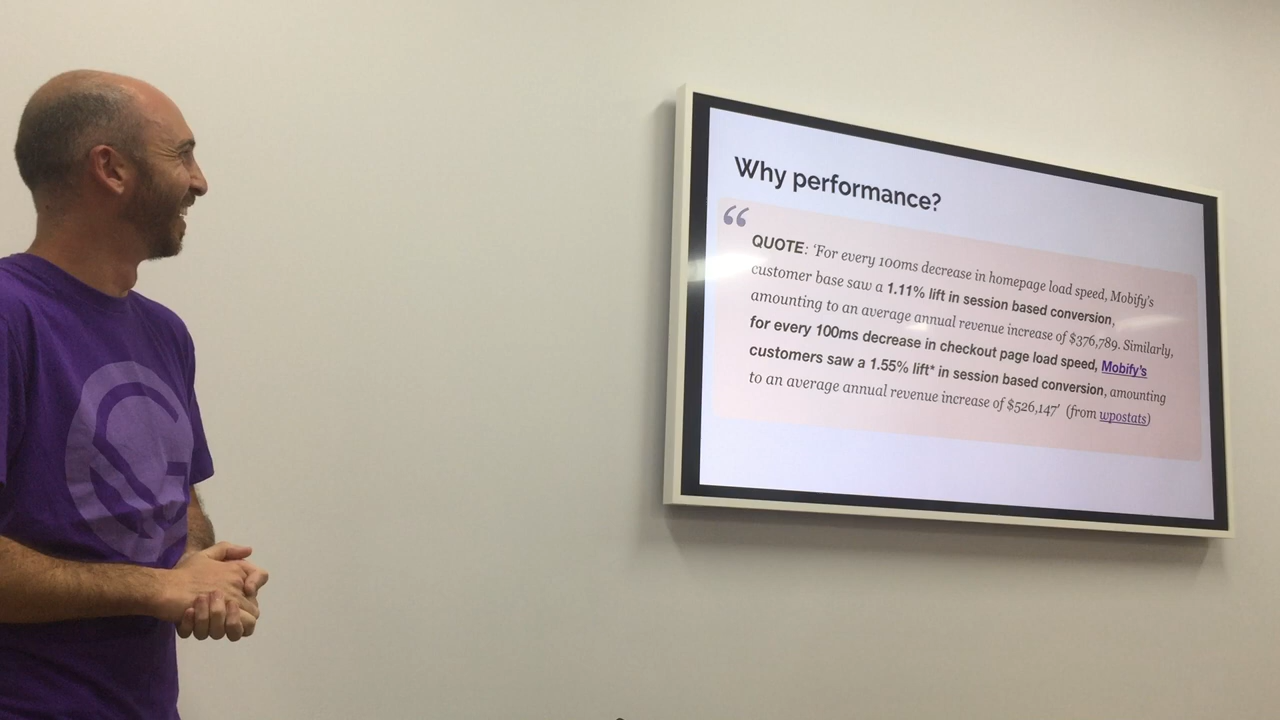 Why performance?
“
QUOTE: ‘For every 100ms decrease in homepage load speed, Mobify’s
customer base saw a 1.11% lift in session based conversion,
amounting to an average annual revenue increase of $376,789. Similarly,
for every 100ms decrease in checkout page load speed, Mobify’s
customers saw a 1.55% lift* in session based conversion, amounting
to an average annual revenue increase of $526,147’ (from wpostats)